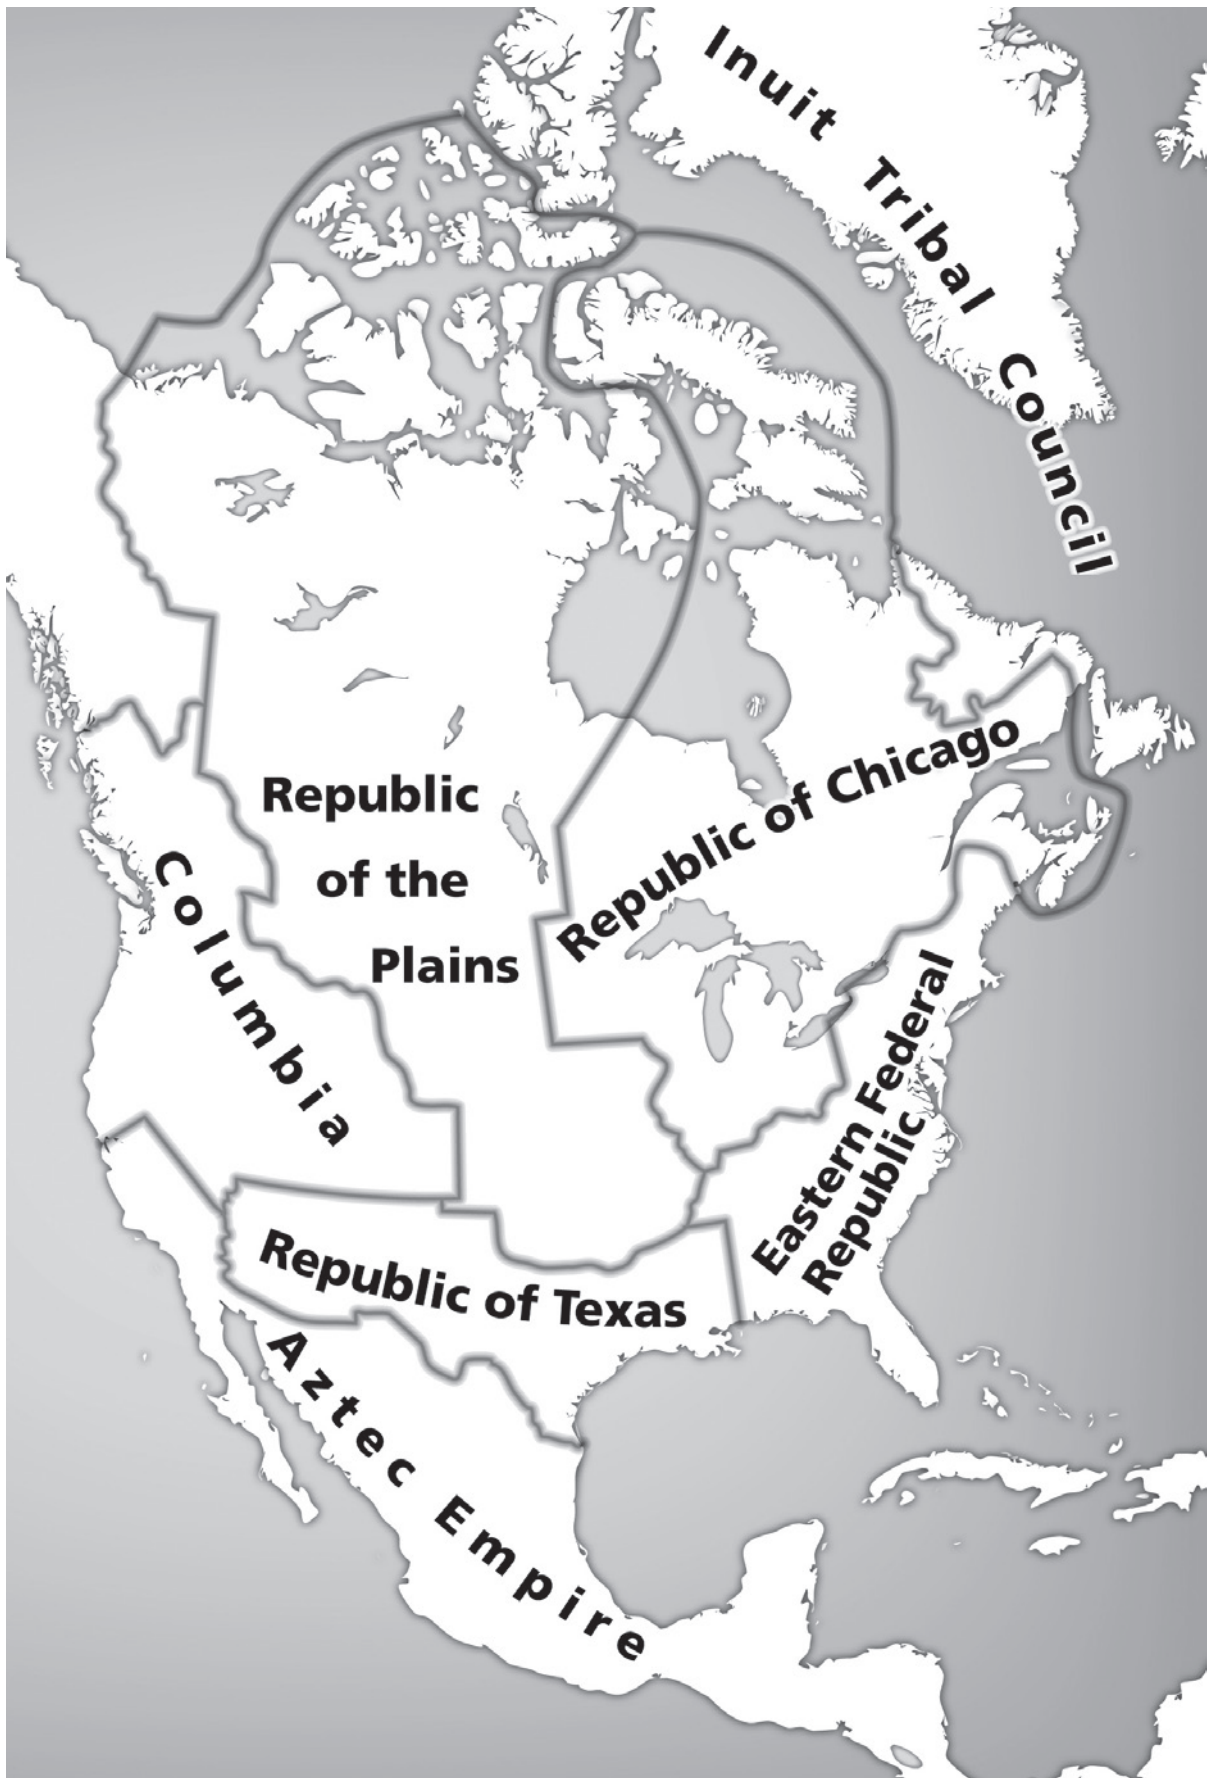 Inuit Tribal Council
Republic
of the
Plains
Republic of Chicago
Columbia
Eastern Federal
Republic
Republic of Texas
Aztec Empire